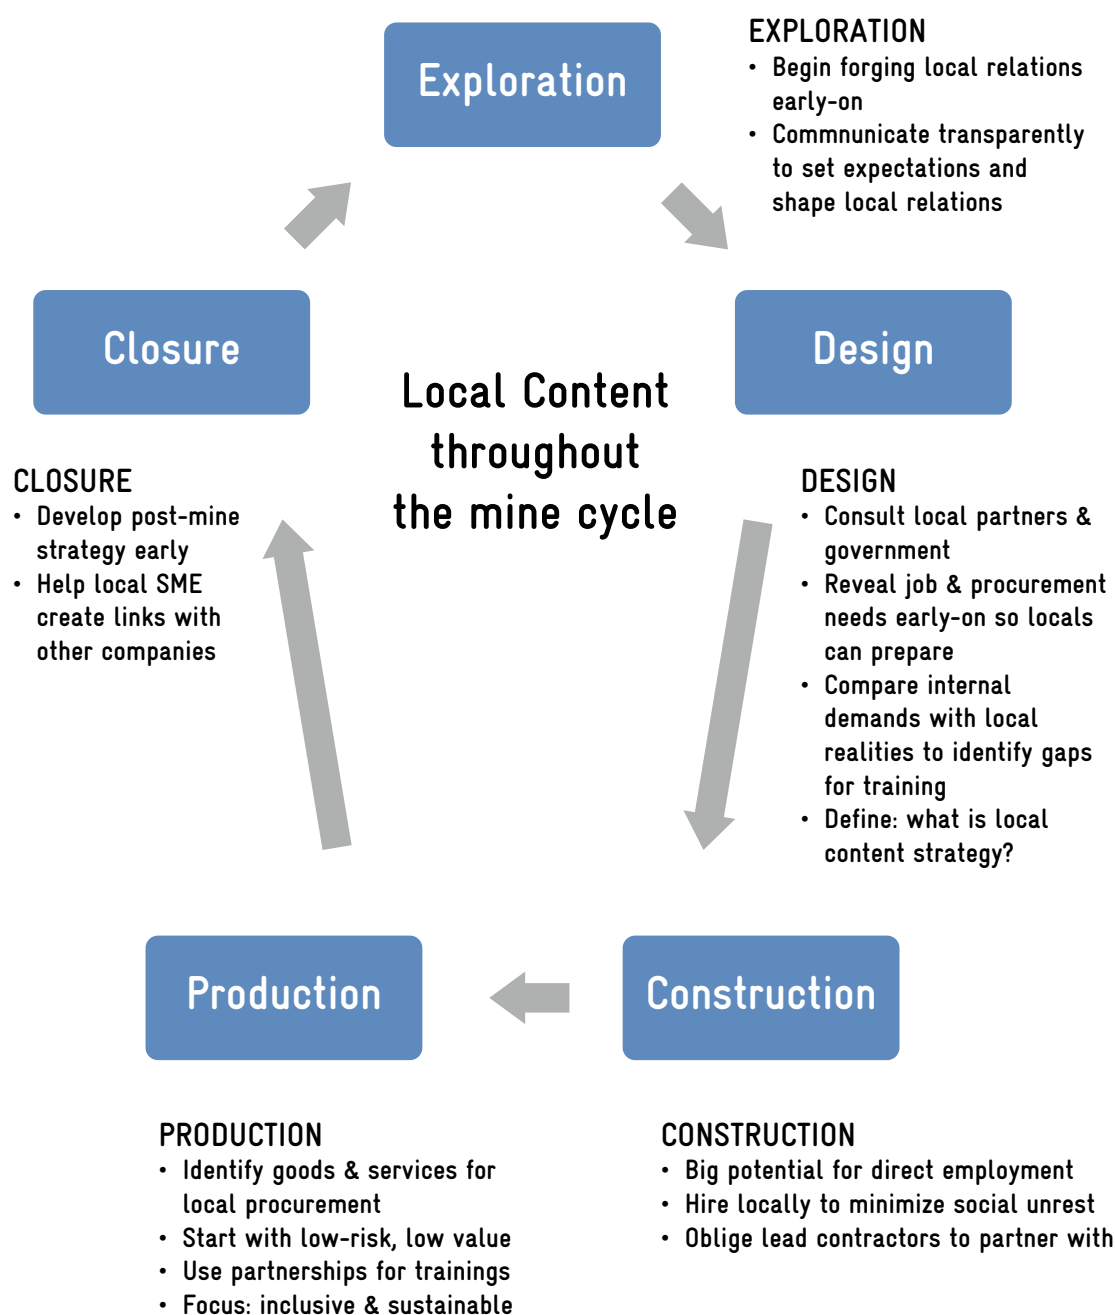 Exploration
EXPLORATION
• Begin forging local relations
early-on
• Commnunicate transparently
to set expectations and
shape local relations
Closure
Design
Local Content
throughout
the mine cycle
CLOSURE
• Develop post-mine
strategy early
• Help local SME
create links with
other companies
DESIGN
• Consult local partners &
government
• Reveal job & procurement
needs early-on so locals
can prepare
• Compare internal
demands with local
realities to identify gaps
for training
• Define: what is local
content strategy?
Production
Construction
PRODUCTION
• Identify goods & services for
local procurement
• Start with low-risk, low value
• Use partnerships for trainings
• Focus: inclusive & sustainable
CONSTRUCTION
• Big potential for direct employment
• Hire locally to minimize social unrest
• Oblige lead contractors to partner with